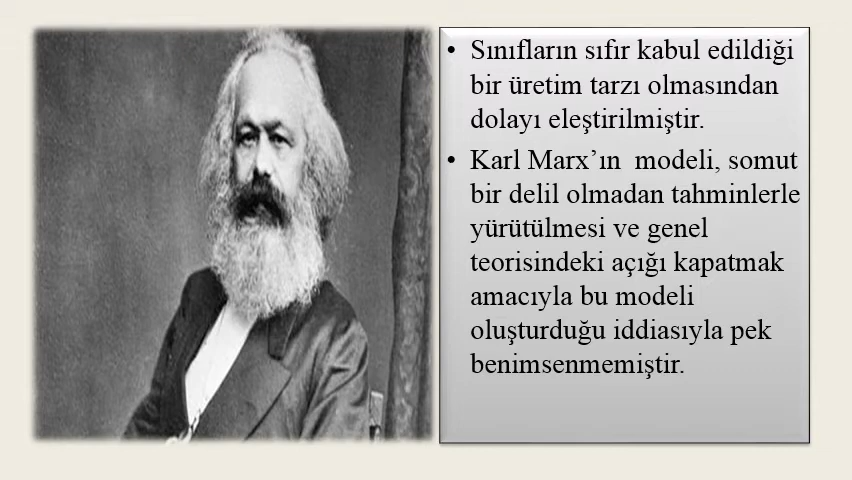 • Sınıfların sıfır kabul edildiği
bir üretim tarzı olmasından
dolayı eleştirilmiştir.
• Karl Marx’ın  modeli, somut
bir delil olmadan tahminlerle
yürütülmesi ve genel
teorisindeki açığı kapatmak
amacıyla bu modeli
oluşturduğu iddiasıyla pek
benimsenmemiştir.